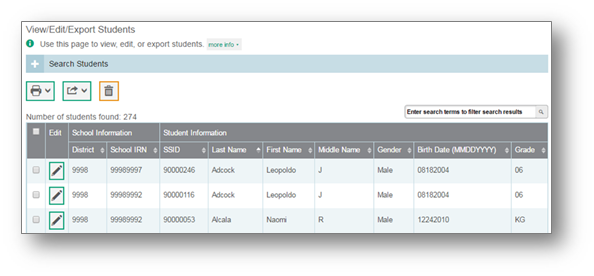 View/Edit/Export Students
Use this page to view, edit, or export students. more info +
Search Students
Number of students found: 274
Enter search terms to filter search results
Edit School Information Student Information
District School IRN SSID Last Name First Name Middle Name Gender Birth Date (MMDDYYYY) Grade
9998 99989997 90000246 Adcock Leopoldo J Male 08182004 06
9998 99989992 90000116 Adcock Leopoldo J Male 08182004 06
9998 99989992 90000053 Alcala Naomi R Male 12242010 KG